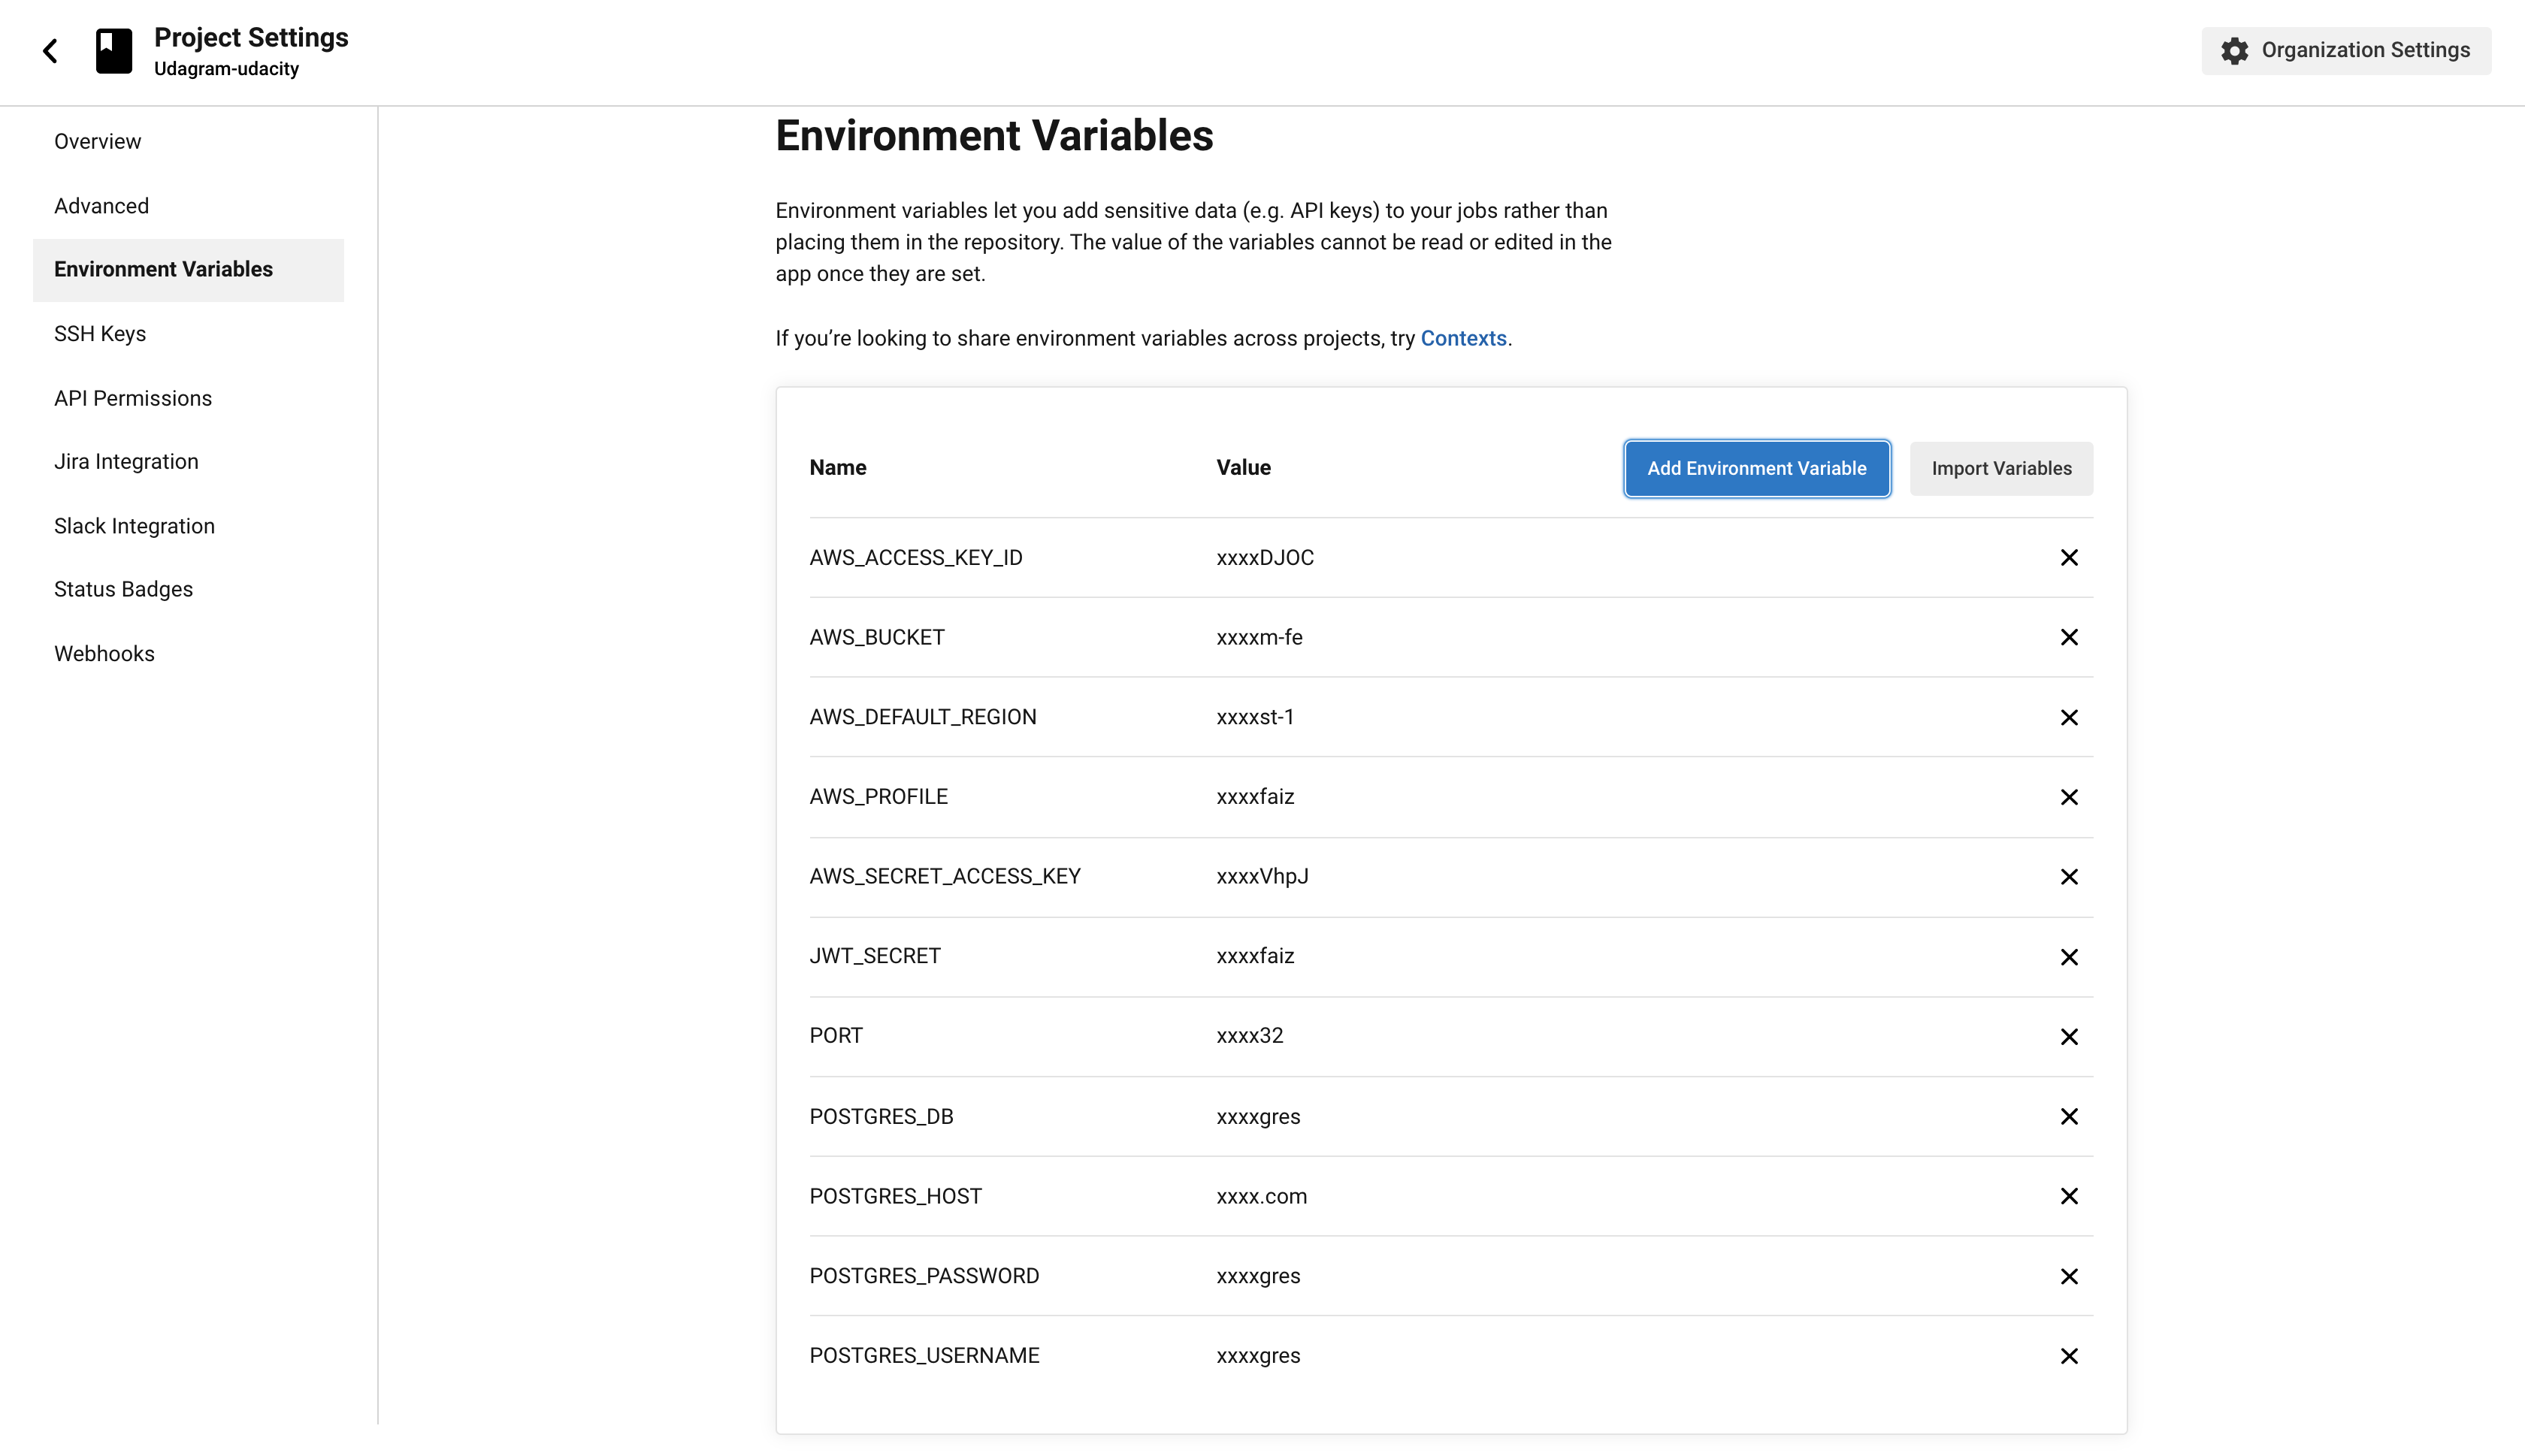 Project Settings
Udagram-udacity
Organization Settings
Overview
Advanced
Environment Variables
SSH Keys
API Permissions
Jira Integration
Slack Integration
Status Badges
Webhooks
Environment Variables
Environment variables let you add sensitive data (e.g. API keys) to your jobs rather than
placing them in the repository. The value of the variables cannot be read or edited in the
app once they are set.
If you’re looking to share environment variables across projects, try Contexts.
Name Value Add Environment Variable Import Variables
AWS_ACCESS_KEY_ID xxxxDJOC
AWS_BUCKET xxxxm-fe
AWS_DEFAULT_REGION xxxxst-1
AWS_PROFILE xxxxfaiz
AWS_SECRET_ACCESS_KEY xxxxVhpJ
JWT_SECRET xxxxfaiz
PORT xxxx32
POSTGRES_DB xxxxgres
POSTGRES_HOST xxxx.com
POSTGRES_PASSWORD xxxxgres
POSTGRES_USERNAME xxxxgres